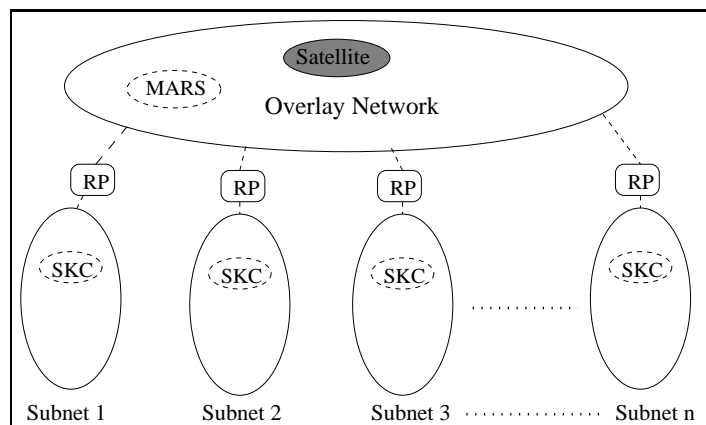 Satellite
MARS
Overlay Network
RP RP RP RP
SKC SKC SKC SKC
Subnet 1 Subnet 2 Subnet 3 Subnet n